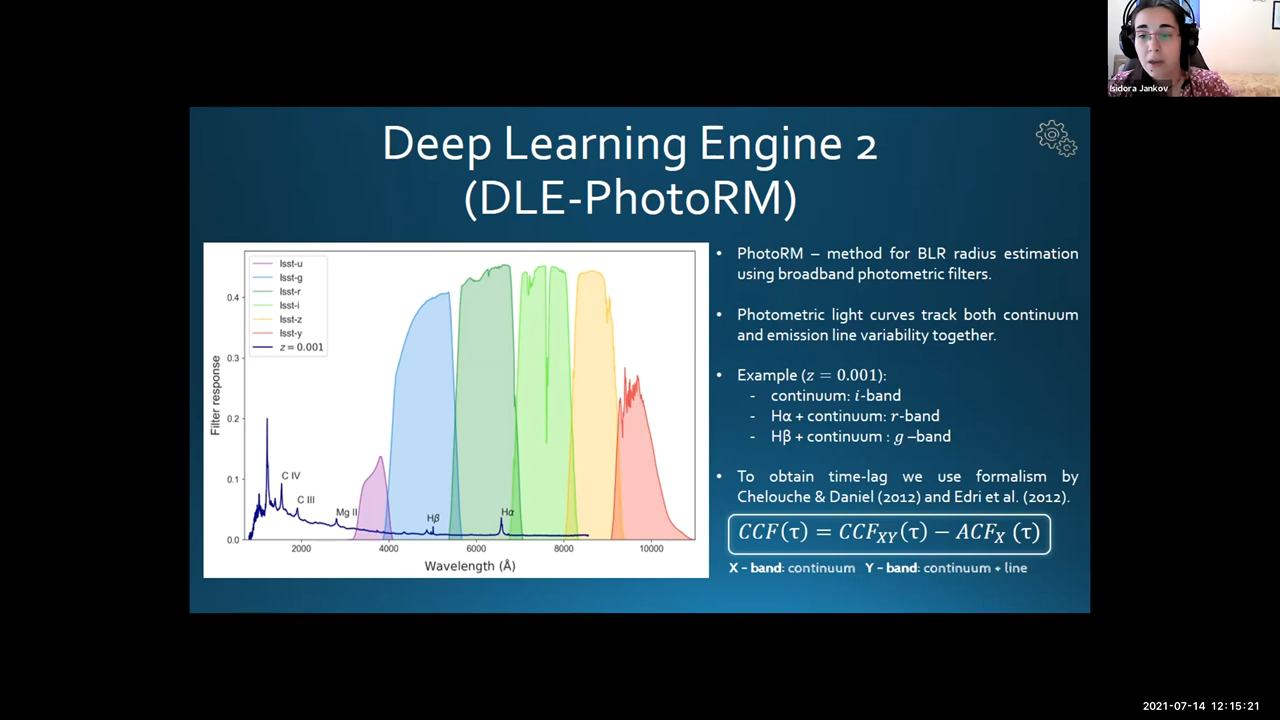 Isidora Jankov
Deep Learning Engine 2
(DLE-PhotoRM)
lsst-u
lsst-g
lsst-r
lsst-i
lsst-z
lsst-y
z = 0.001
Filter response
0.4
0.3
0.2
0.1
0.0
C IV
C III
Mg II
Hβ
Hα
2000
4000
6000
8000
10000
Wavelength (Å)
• PhotoRM – method for BLR radius estimation
using broadband photometric filters.
• Photometric light curves track both continuum
and emission line variability together.
• Example (z = 0.001):
- continuum: i-band
- Hα + continuum: r-band
- Hβ + continuum : g –band
• To obtain time-lag we use formalism by
Chelouche & Daniel (2012) and Edri et al. (2012).
CCF(τ) = CCF_XY(τ) − ACF_X (τ)
X - band: continuum Y - band: continuum + line
2021-07-14 12:15:21